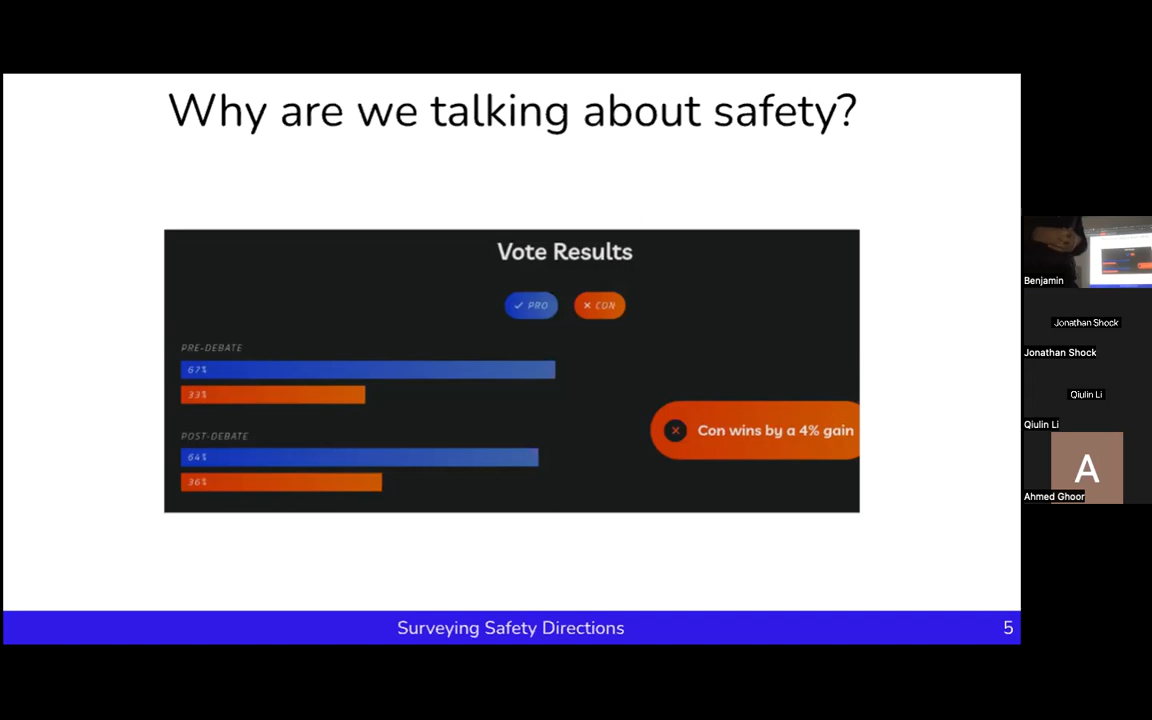 Why are we talking about safety?
Vote Results
✓ PRO
× CON
PRE-DEBATE
67%
33%
POST-DEBATE
64%
36%
Con wins by a 4% gain
Surveying Safety Directions
5
Benjamin
Jonathan Shock
Jonathan Shock
Qiulin Li
Qiulin Li
A
Ahmed Ghoor